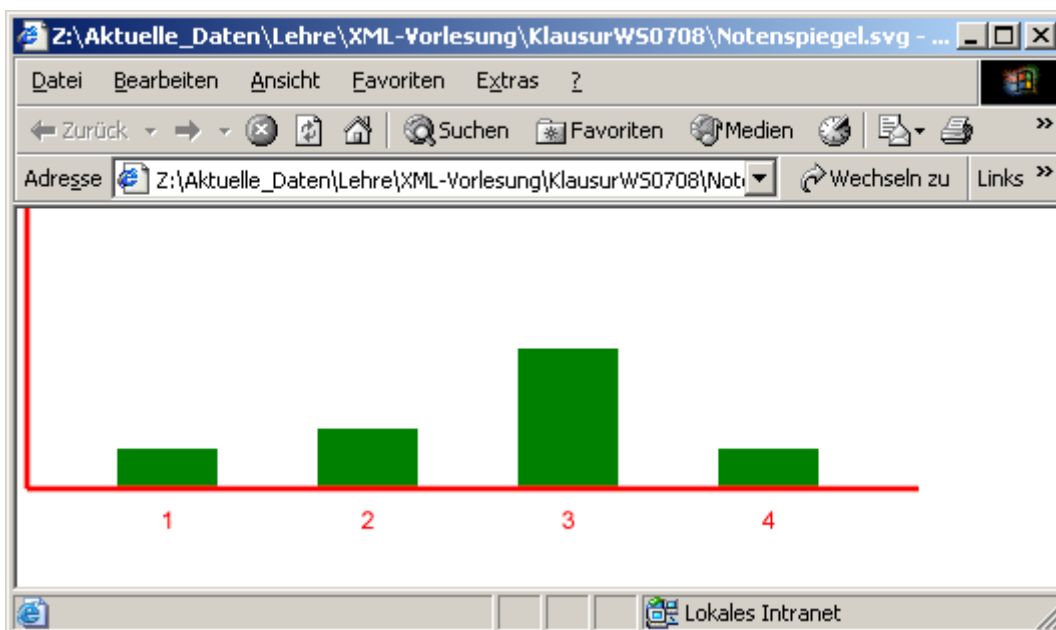 Z:\Aktuelle_Daten\Lehre\XML-Vorlesung\KlausurWS0708\Notenspiegel.svg - ...
Datei Bearbeiten Ansicht Favoriten Extras ?
Zurück Suchen Favoriten Medien »
Adresse Z:\Aktuelle_Daten\Lehre\XML-Vorlesung\KlausurWS0708\Not Wechseln zu Links »
1 2 3 4
Lokales Intranet